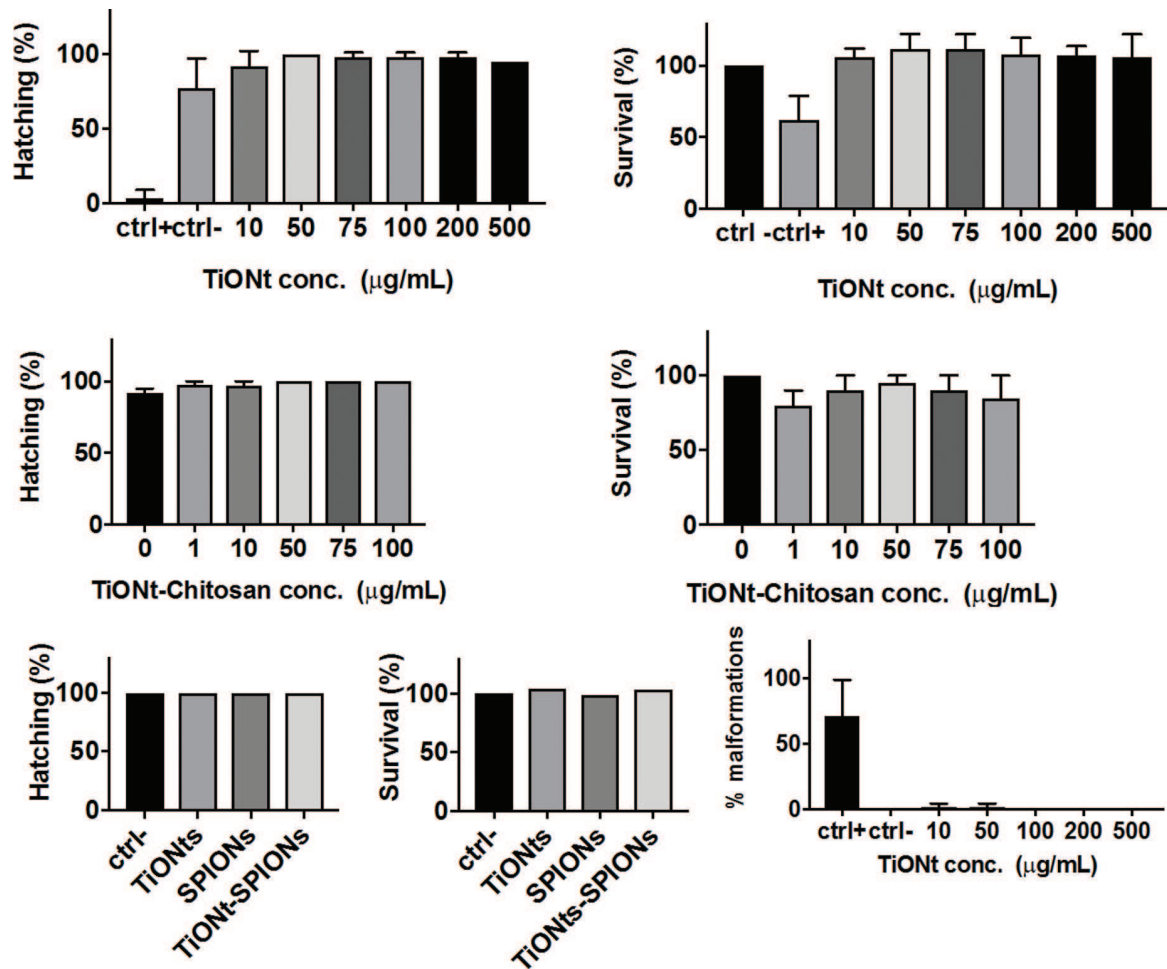 Hatching (%)
100
50
0
ctrl+ctrl- 10 50 75 100 200 500
TiONt conc. (μg/mL)
Survival (%)
100
50
0
ctrl -ctrl+ 10 50 75 100 200 500
TiONt conc. (μg/mL)
Hatching (%)
100
50
0
0 1 10 50 75 100
TiONt-Chitosan conc. (μg/mL)
Survival (%)
100
50
0
0 1 10 50 75 100
TiONt-Chitosan conc. (μg/mL)
Hatching (%)
100
50
0
ctrl-
TiONts
SPIONs
TiONt-SPIONs
Survival (%)
100
50
0
ctrl-
TiONts
SPIONs
TiONts-SPIONs
% malformations
100
50
0
ctrl+ctrl- 10 50 100 200 500
TiONt conc. (μg/mL)